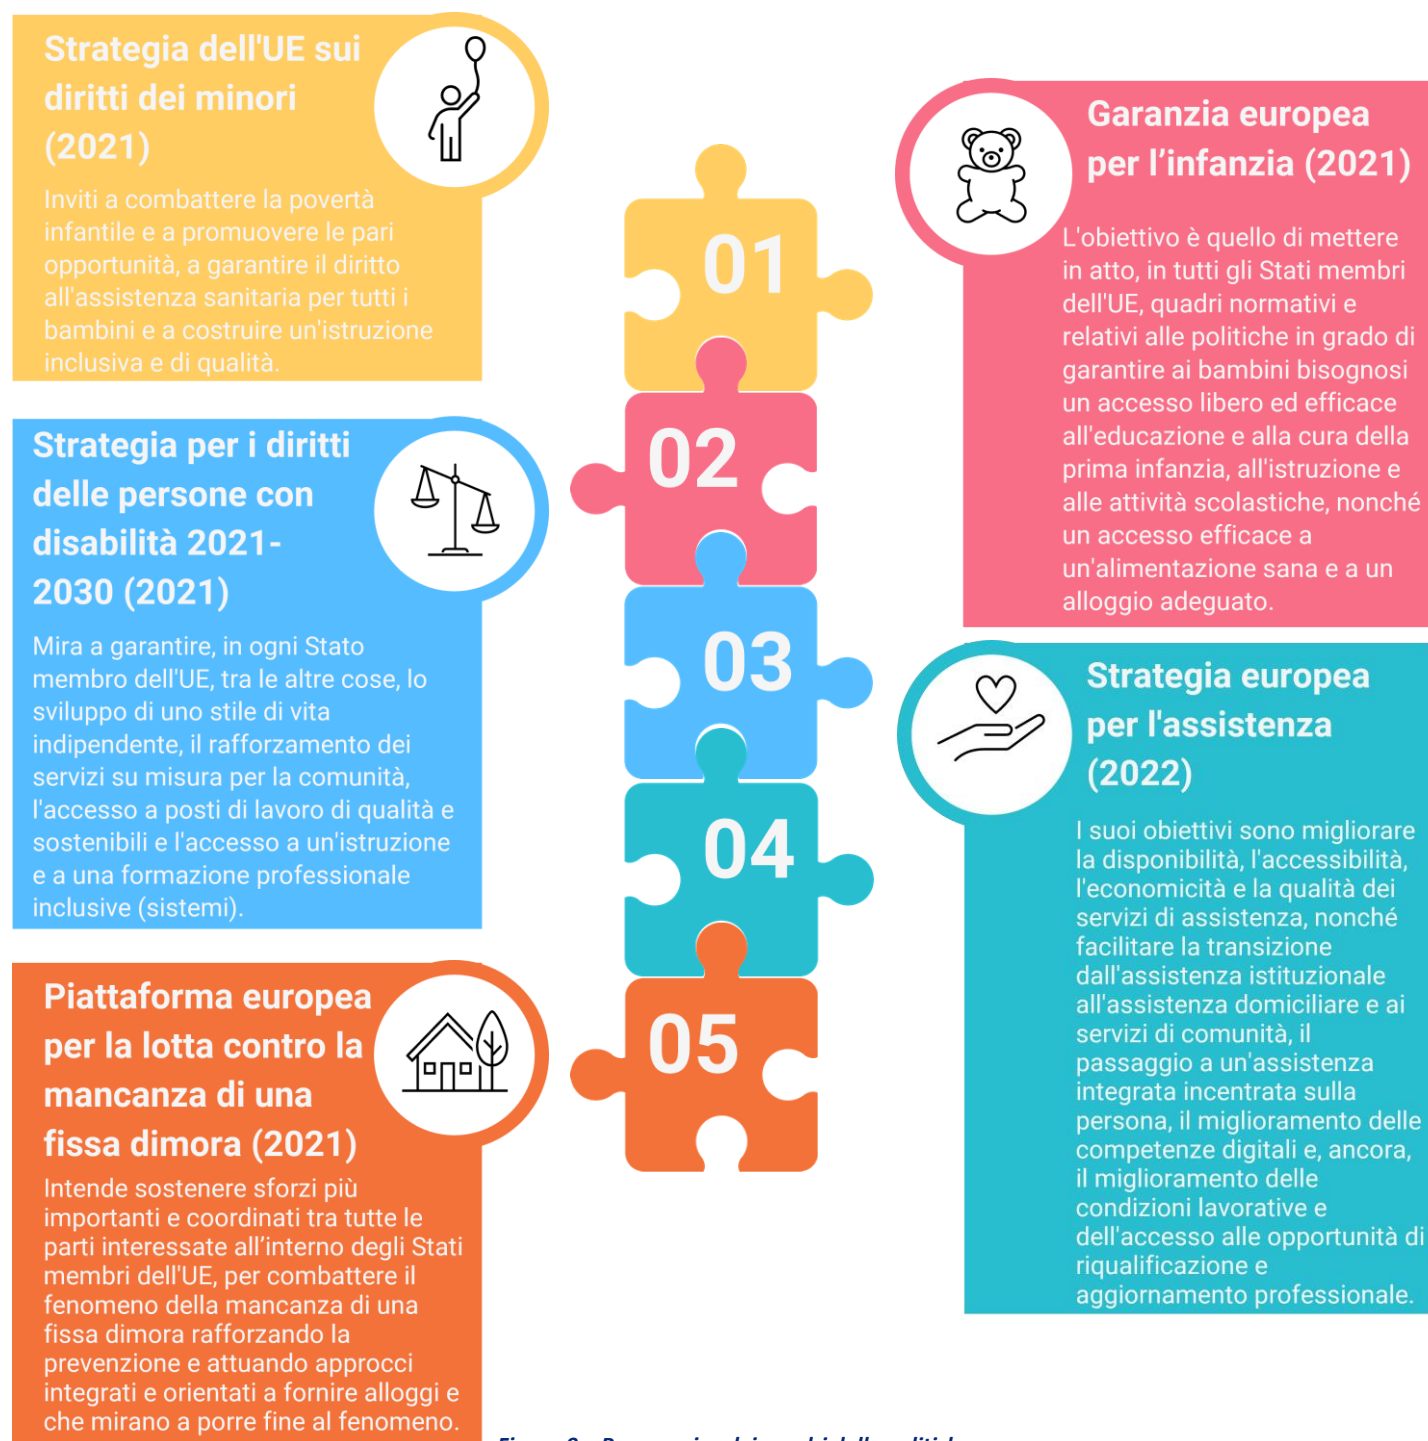 Strategia dell'UE sui
diritti dei minori
(2021)
Inviti a combattere la povertà
infantile e a promuovere le pari
opportunità, a garantire il diritto
all'assistenza sanitaria per tutti i
bambini e a costruire un'istruzione
inclusiva e di qualità.
01
Garanzia europea
per l’infanzia (2021)
L'obiettivo è quello di mettere
in atto, in tutti gli Stati membri
dell'UE, quadri normativi e
relativi alle politiche in grado di
garantire ai bambini bisognosi
un accesso libero ed efficace
all'educazione e alla cura della
prima infanzia, all'istruzione e
alle attività scolastiche, nonché
un accesso efficace a
un'alimentazione sana e a un
alloggio adeguato.
02
Strategia per i diritti
delle persone con
disabilità 2021-
2030 (2021)
Mira a garantire, in ogni Stato
membro dell'UE, tra le altre cose, lo
sviluppo di uno stile di vita
indipendente, il rafforzamento dei
servizi su misura per la comunità,
l'accesso a posti di lavoro di qualità e
sostenibili e l'accesso a un'istruzione
e a una formazione professionale
inclusive (sistemi).
03
Strategia europea
per l'assistenza
(2022)
I suoi obiettivi sono migliorare
la disponibilità, l'accessibilità,
l'economicità e la qualità dei
servizi di assistenza, nonché
facilitare la transizione
dall'assistenza istituzionale
all'assistenza domiciliare e ai
servizi di comunità, il
passaggio a un'assistenza
integrata incentrata sulla
persona, il miglioramento delle
competenze digitali e, ancora,
il miglioramento delle
condizioni lavorative e
dell'accesso alle opportunità di
riqualificazione e
aggiornamento professionale.
04
Piattaforma europea
per la lotta contro la
mancanza di una
fissa dimora (2021)
Intende sostenere sforzi più
importanti e coordinati tra tutte le
parti interessate all’interno degli Stati
membri dell'UE, per combattere il
fenomeno della mancanza di una
fissa dimora rafforzando la
prevenzione e attuando approcci
integrati e orientati a fornire alloggi e
che mirano a porre fine al fenomeno.
05